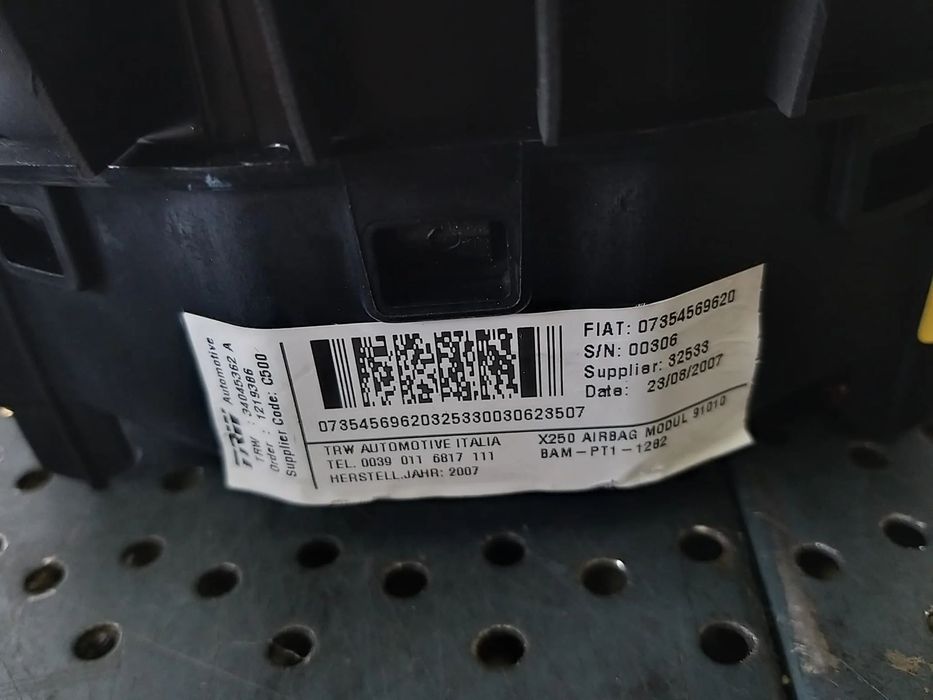 TRW Automotive
TRW : 34045362 A
Order : 1219386
Supplier Code: C500
FIAT: 07354569620
S/N: 00306
Supplier: 32533
Date: 23/08/2007
07354569620325330030623507
TRW AUTOMOTIVE ITALIA
TEL. 0039 011 6817 111
HERSTELL.JAHR: 2007
X250 AIRBAG MODUL 91010
BAM-PT1-1282